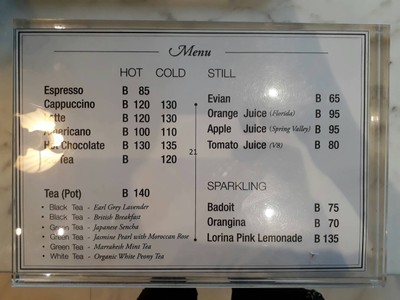 Menu
HOT COLD
Espresso B 85
Cappuccino B 120 130
Latte B 120 130
Americano B 100 110
Hot Chocolate B 130 135
Tea B 120
21
Tea (Pot) B 140
• Black Tea - Earl Grey Lavender
• Black Tea - British Breakfast
• Green Tea - Japanese Sencha
• Green Tea - Jasmine Pearl with Moroccan Rose
• Green Tea - Marrakesh Mint Tea
• White Tea - Organic White Peony Tea
STILL
Evian B 65
Orange Juice (Florida) B 95
Apple Juice (Spring Valley) B 95
Tomato Juice (V8) B 80
SPARKLING
Badoit B 75
Orangina B 70
Lorina Pink Lemonade B 135